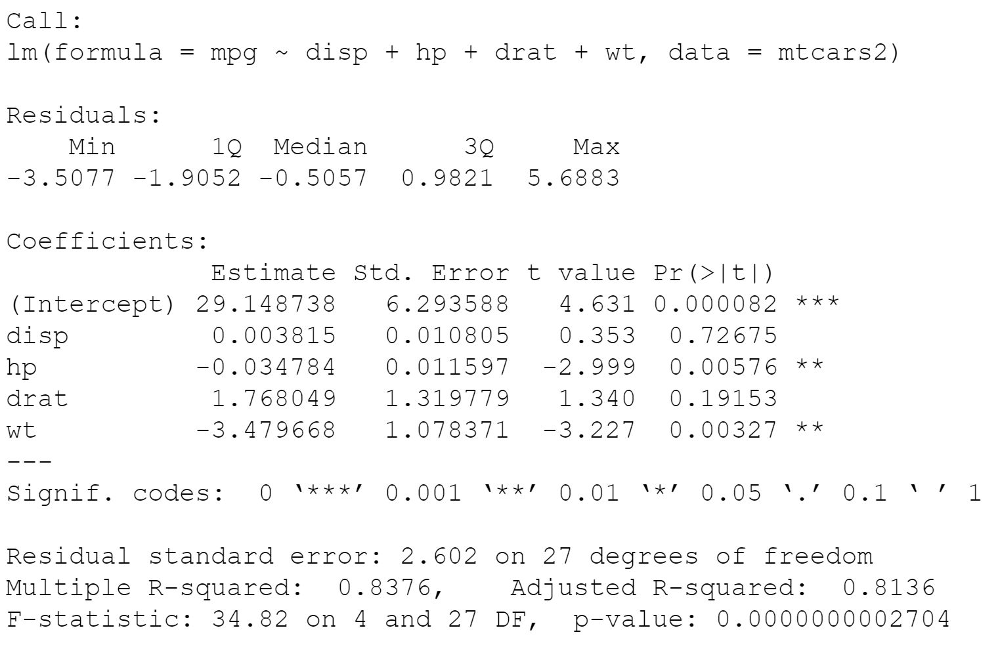 Call:
lm(formula = mpg ~ disp + hp + drat + wt, data = mtcars2)
Residuals:
    Min      1Q  Median      3Q     Max
-3.5077 -1.9052 -0.5057  0.9821  5.6883
Coefficients:
             Estimate Std. Error t value Pr(>|t|)
(Intercept) 29.148738   6.293588   4.631 0.000082 ***
disp         0.003815   0.010805   0.353  0.72675
hp          -0.034784   0.011597  -2.999  0.00576 **
drat         1.768049   1.319779   1.340  0.19153
wt          -3.479668   1.078371  -3.227  0.00327 **
---
Signif. codes:  0 ‘***’ 0.001 ‘**’ 0.01 ‘*’ 0.05 ‘.’ 0.1 ‘ ’ 1
Residual standard error: 2.602 on 27 degrees of freedom
Multiple R-squared:  0.8376,    Adjusted R-squared:  0.8136
F-statistic: 34.82 on 4 and 27 DF,  p-value: 0.0000000002704